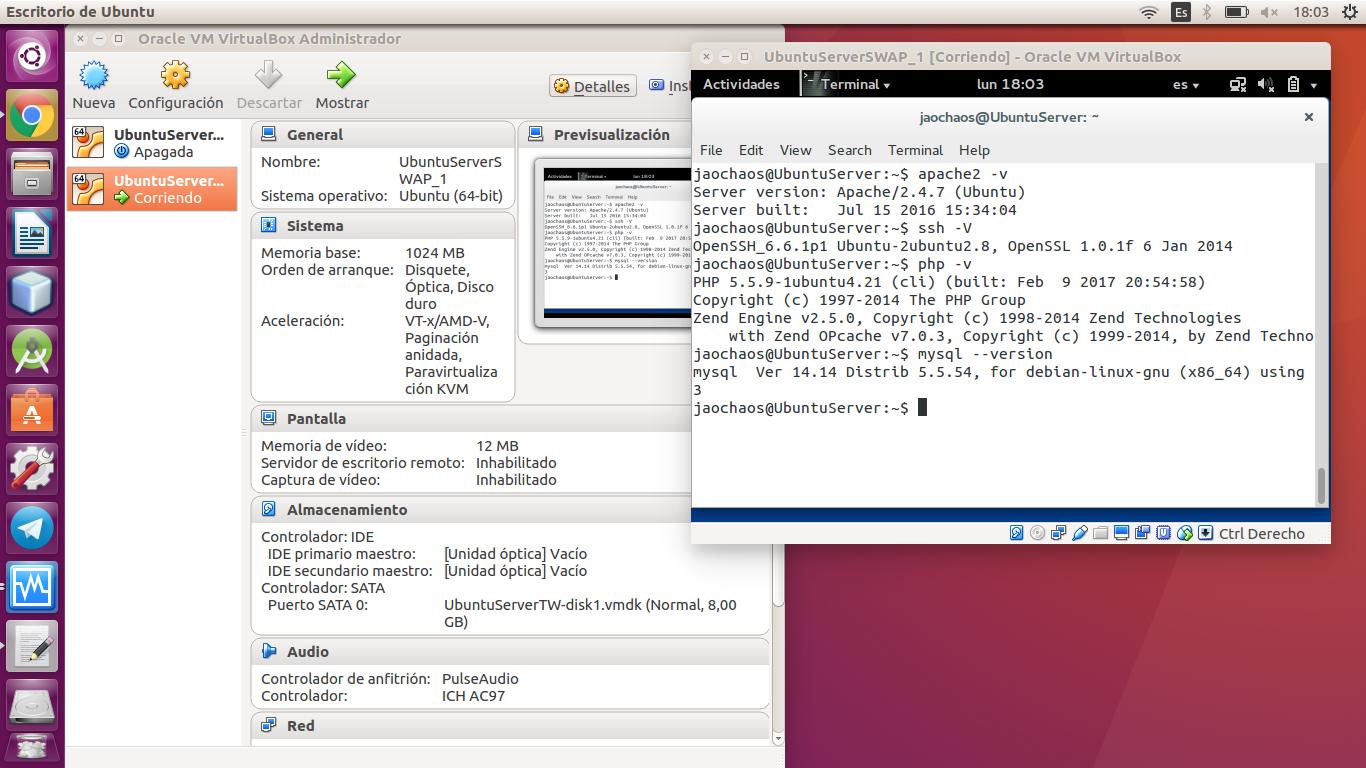 Escritorio de Ubuntu
Es
18:03
Oracle VM VirtualBox Administrador
Nueva
Configuración
Descartar
Mostrar
Detalles
Inst
64
UbuntuServer...
Apagada
64
UbuntuServer...
Corriendo
General
Nombre: UbuntuServerS
WAP_1
Sistema operativo: Ubuntu (64-bit)
Sistema
Memoria base: 1024 MB
Orden de arranque: Disquete,
Óptica, Disco
duro
Aceleración: VT-x/AMD-V,
Paginación
anidada,
Paravirtualiza
ción KVM
Previsualización
Pantalla
Memoria de vídeo: 12 MB
Servidor de escritorio remoto: Inhabilitado
Captura de vídeo: Inhabilitado
Almacenamiento
Controlador: IDE
IDE primario maestro: [Unidad óptica] Vacío
IDE secundario maestro: [Unidad óptica] Vacío
Controlador: SATA
Puerto SATA 0: UbuntuServerTW-disk1.vmdk (Normal, 8,00
GB)
Audio
Controlador de anfitrión: PulseAudio
Controlador: ICH AC97
Red
UbuntuServerSWAP_1 [Corriendo] - Oracle VM VirtualBox
Actividades
Terminal
lun 18:03
es
jaochaos@UbuntuServer: ~
File Edit View Search Terminal Help
jaochaos@UbuntuServer:~$ apache2 -v
Server version: Apache/2.4.7 (Ubuntu)
Server built:   Jul 15 2016 15:34:04
jaochaos@UbuntuServer:~$ ssh -V
OpenSSH_6.6.1p1 Ubuntu-2ubuntu2.8, OpenSSL 1.0.1f 6 Jan 2014
jaochaos@UbuntuServer:~$ php -v
PHP 5.5.9-1ubuntu4.21 (cli) (built: Feb  9 2017 20:54:58)
Copyright (c) 1997-2014 The PHP Group
Zend Engine v2.5.0, Copyright (c) 1998-2014 Zend Technologies
    with Zend OPcache v7.0.3, Copyright (c) 1999-2014, by Zend Techno
jaochaos@UbuntuServer:~$ mysql --version
mysql  Ver 14.14 Distrib 5.5.54, for debian-linux-gnu (x86_64) using
3
jaochaos@UbuntuServer:~$
Ctrl Derecho